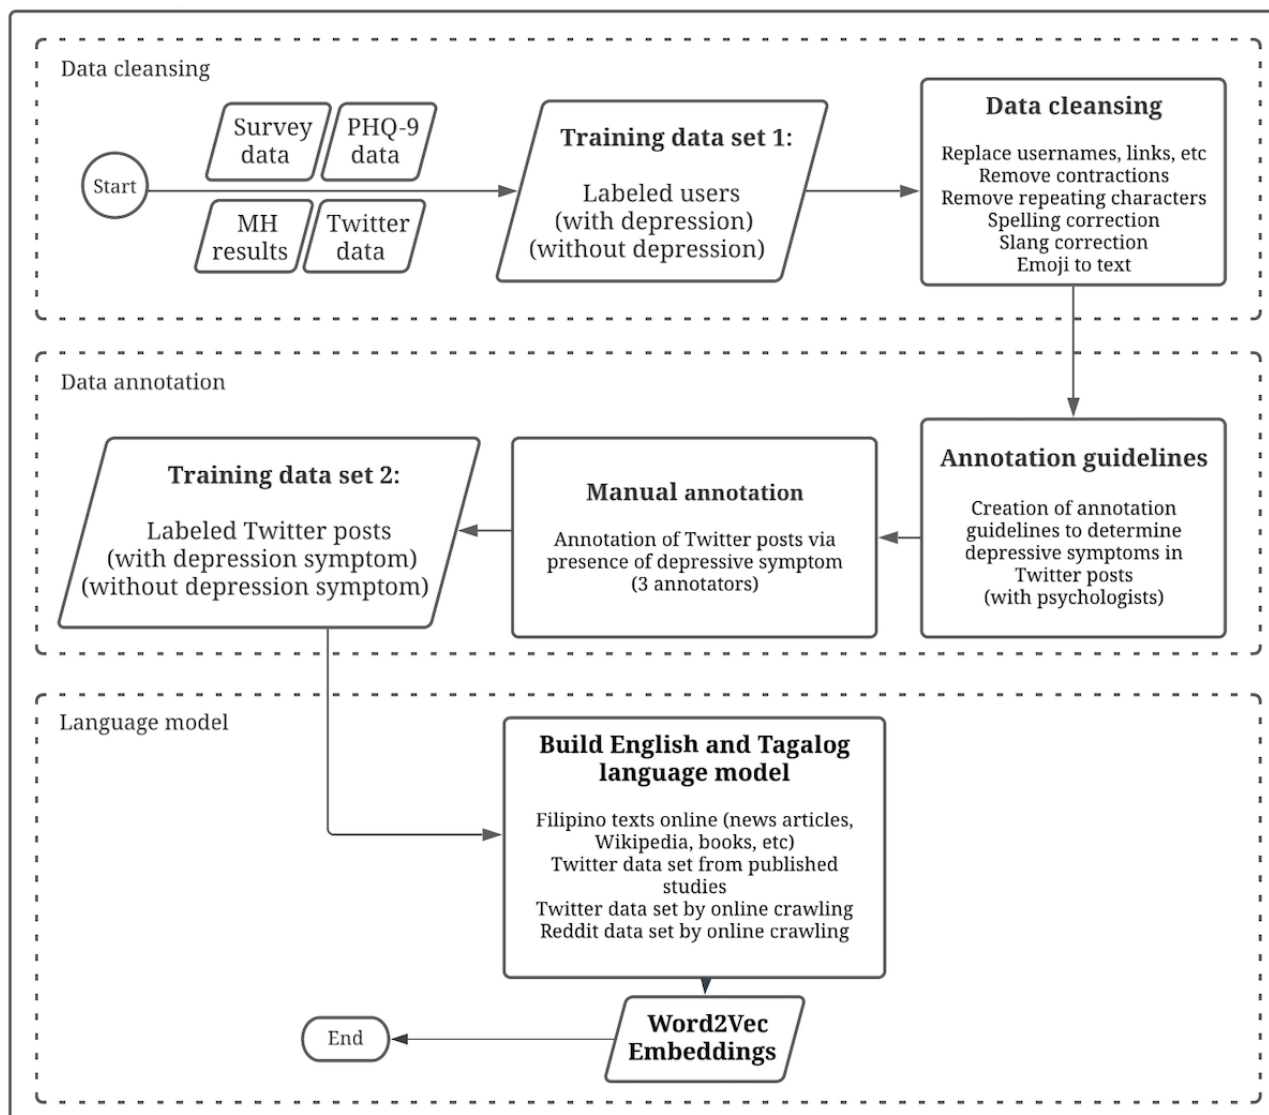 Data cleansing
Start
Survey
data
PHQ-9
data
MH
results
Twitter
data
Training data set 1:
Labeled users
(with depression)
(without depression)
Data cleansing
Replace usernames, links, etc
Remove contractions
Remove repeating characters
Spelling correction
Slang correction
Emoji to text
Data annotation
Training data set 2:
Labeled Twitter posts
(with depression symptom)
(without depression symptom)
Manual annotation
Annotation of Twitter posts via
presence of depressive symptom
(3 annotators)
Annotation guidelines
Creation of annotation
guidelines to determine
depressive symptoms in
Twitter posts
(with psychologists)
Language model
Build English and Tagalog
language model
Filipino texts online (news articles,
Wikipedia, books, etc)
Twitter data set from published
studies
Twitter data set by online crawling
Reddit data set by online crawling
Word2Vec
Embeddings
End